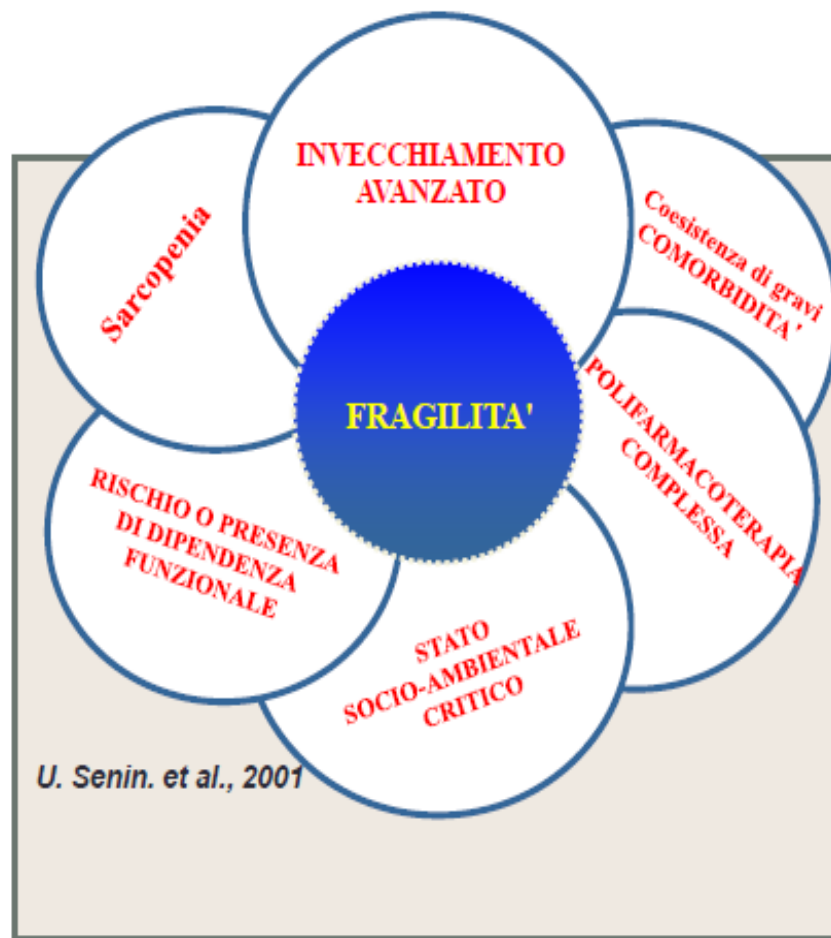 INVECCHIAMENTO
AVANZATO
Coesistenza di gravi
COMORBIDITA'
Sarcopenia
FRAGILITA'
POLIFARMACOTERAPIA
COMPLESSA
RISCHIO O PRESENZA
DI DIPENDENZA
FUNZIONALE
STATO
SOCIO-AMBIENTALE
CRITICO
U. Senin. et al., 2001